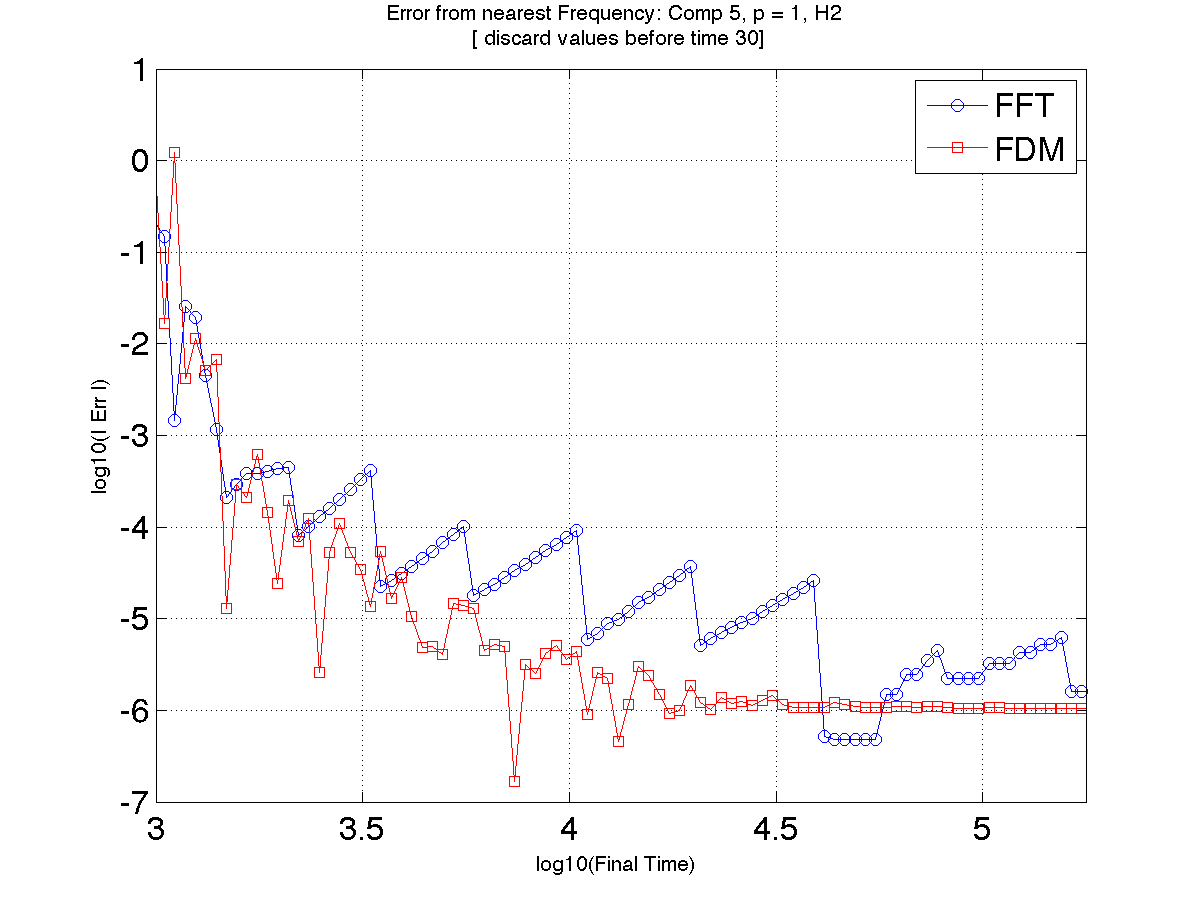 Error from nearest Frequency: Comp 5, p = 1, H2
[ discard values before time 30]
FFT
FDM
1
0
-1
-2
-3
-4
-5
-6
-7
log10(| Err |)
3
3.5
4
4.5
5
log10(Final Time)